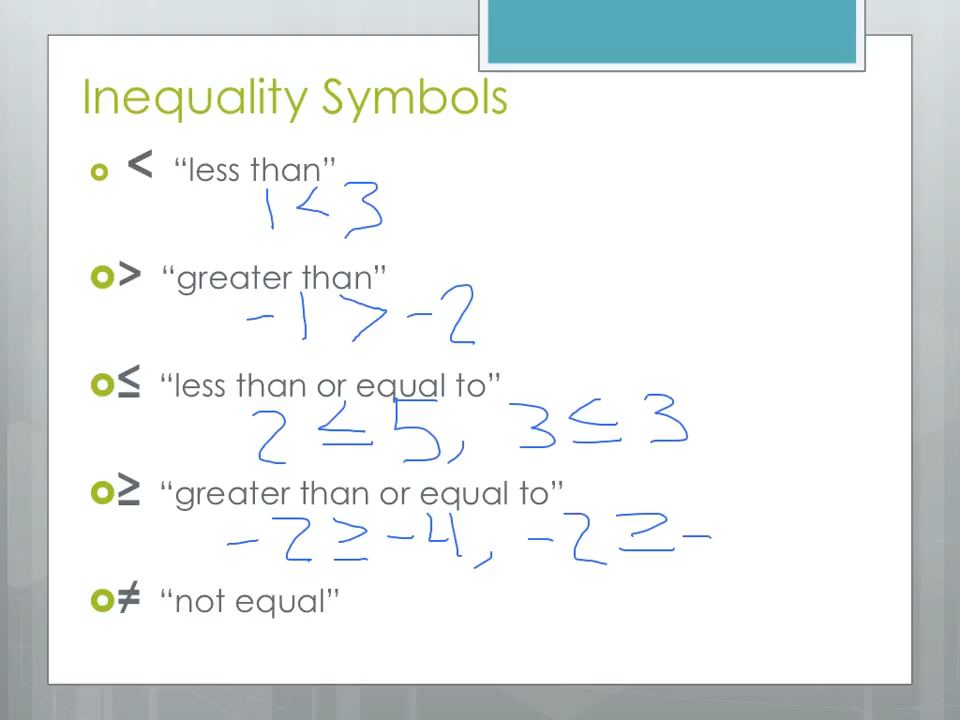 Inequality Symbols
< “less than”
1 < 3
> “greater than”
-1 > -2
≤ “less than or equal to”
2 ≤ 5, 3 ≤ 3
≥ “greater than or equal to”
-2 ≥ -4, -2 ≥ -
≠ “not equal”